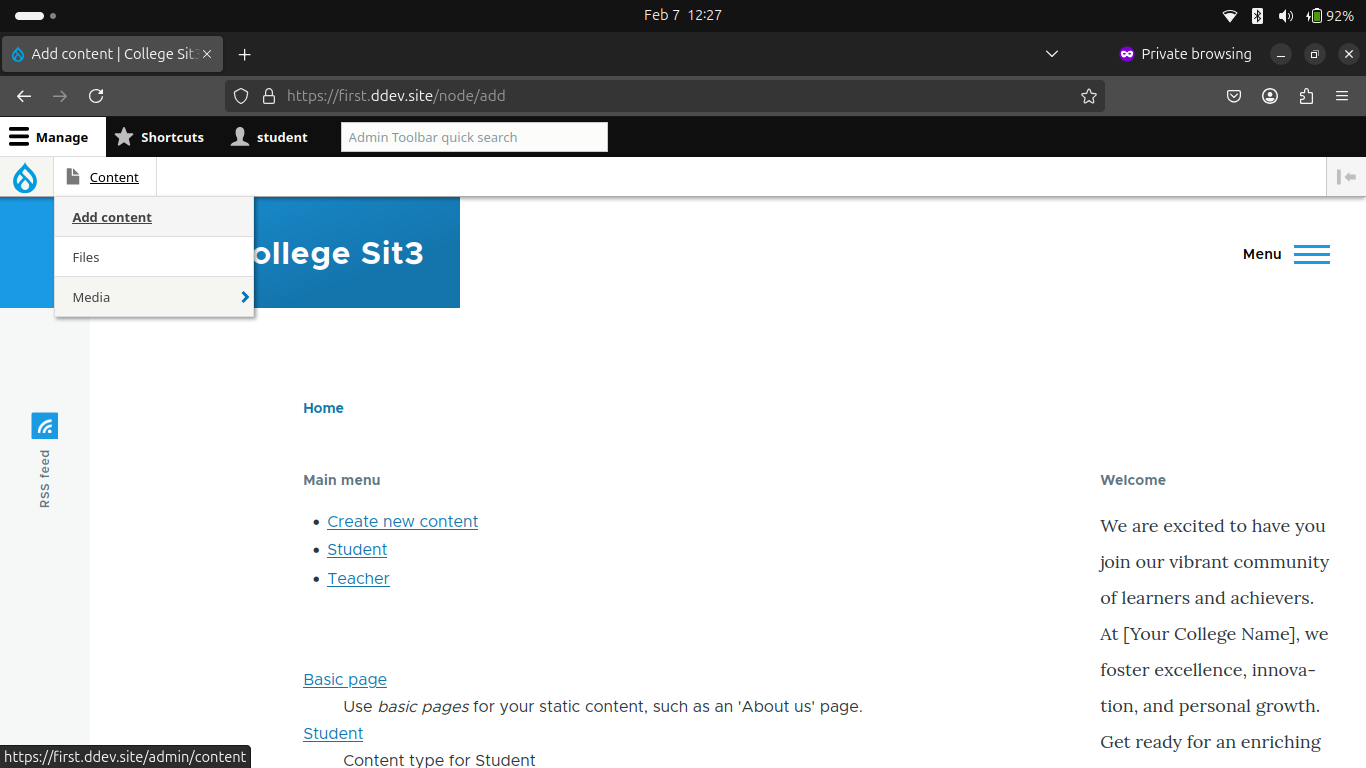 Feb 7 12:27
92%
Add content | College Sit3
Private browsing
https://first.ddev.site/node/add
Manage
Shortcuts
student
Admin Toolbar quick search
Content
Add content
Files
Media
ollege Sit3
Menu
RSS feed
Home
Main menu
Create new content
Student
Teacher
Basic page
Use basic pages for your static content, such as an 'About us' page.
Student
Content type for Student
Welcome
We are excited to have you
join our vibrant community
of learners and achievers.
At [Your College Name], we
foster excellence, innova-
tion, and personal growth.
Get ready for an enriching
https://first.ddev.site/admin/content